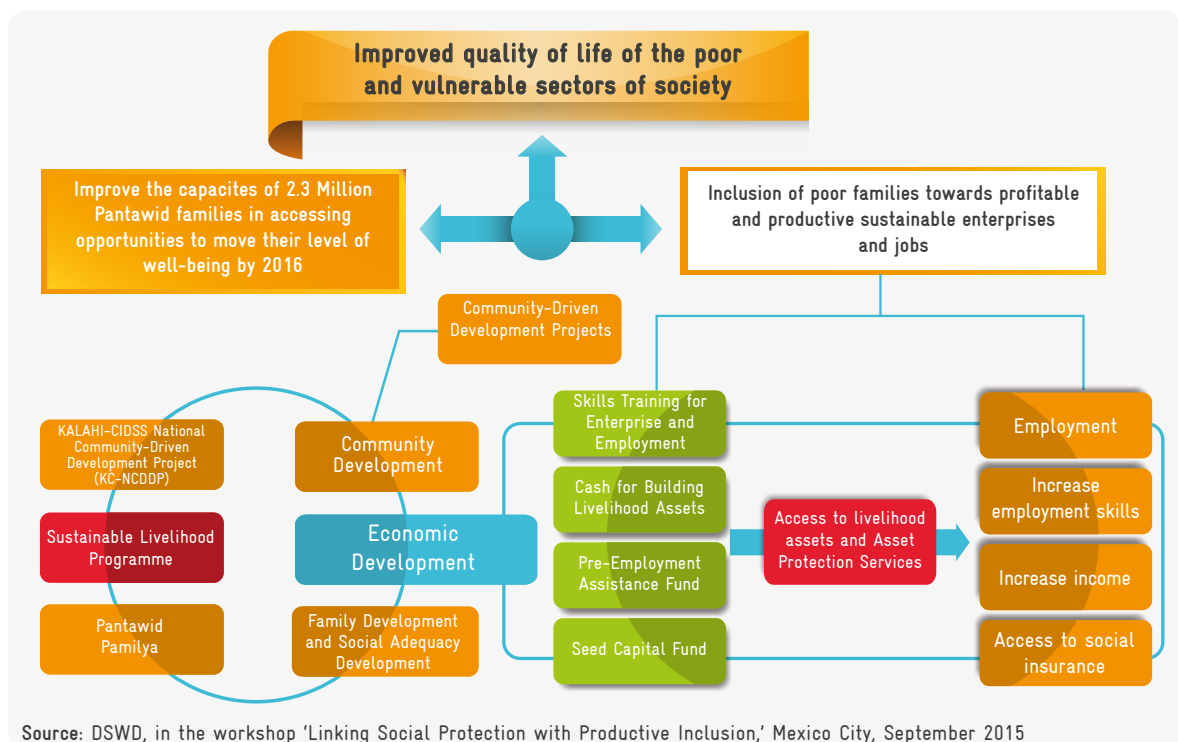 Improved quality of life of the poor
and vulnerable sectors of society
Improve the capacites of 2.3 Million
Pantawid families in accessing
opportunities to move their level of
well-being by 2016
Inclusion of poor families towards profitable
and productive sustainable enterprises
and jobs
Community-Driven
Development Projects
KALAHI-CIDSS National
Community-Driven
Development Project
(KC-NCDDP)
Community
Development
Sustainable Livelihood
Programme
Economic
Development
Pantawid
Pamilya
Family Development
and Social Adequacy
Development
Skills Training for
Enterprise and
Employment
Cash for Building
Livelihood Assets
Pre-Employment
Assistance Fund
Seed Capital Fund
Access to livelihood
assets and Asset
Protection Services
Employment
Increase
employment skills
Increase income
Access to social
insurance
Source: DSWD, in the workshop 'Linking Social Protection with Productive Inclusion,' Mexico City, September 2015